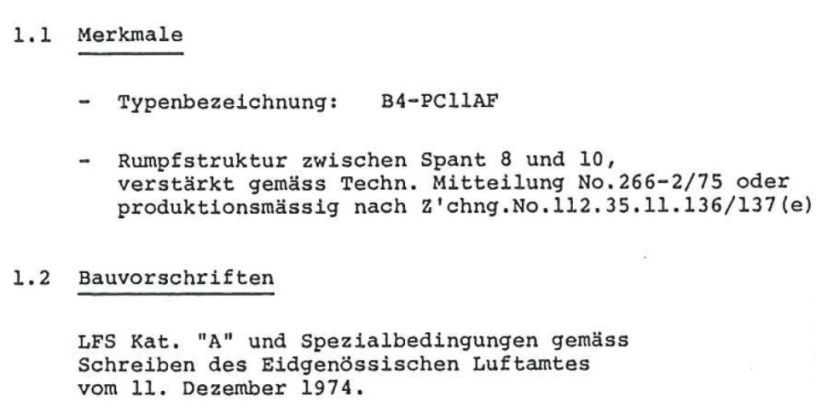 1.1 Merkmale
- Typenbezeichnung: B4-PC11AF
- Rumpfstruktur zwischen Spant 8 und 10,
verstärkt gemäss Techn. Mitteilung No.266-2/75 oder
produktionsmässig nach Z'chng.No.112.35.11.136/137(e)
1.2 Bauvorschriften
LFS Kat. "A" und Spezialbedingungen gemäss
Schreiben des Eidgenössischen Luftamtes
vom 11. Dezember 1974.